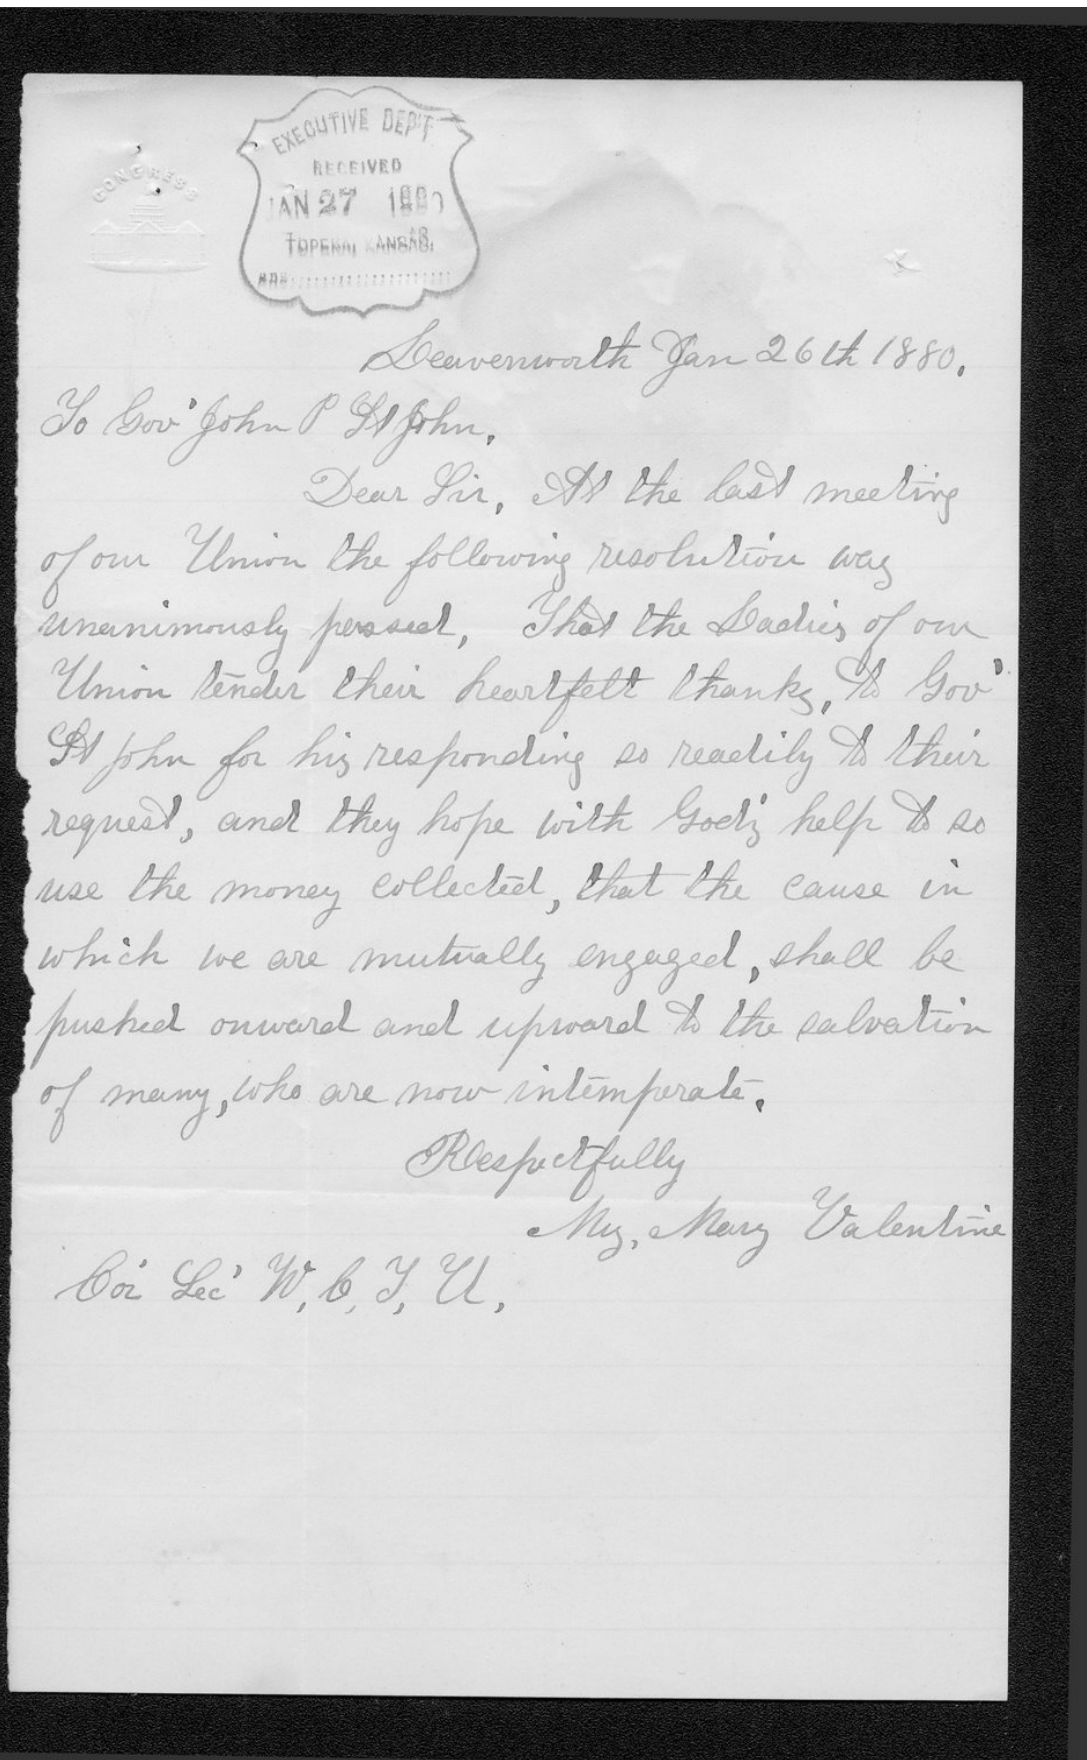 CONGRESS
EXECUTIVE DEP'T
RECEIVED
JAN 27 1880
TOPEKA, KANSAS.
Leavenworth Jan 26th 1880.
To Gov' John P St John,
Dear Sir, At the last meeting
of our Union the following resolution was
unanimously passed, That the Ladies of our
Union tender their heartfelt thanks, to Gov'
St John for his responding so readily to their
request, and they hope with God's help to so
use the money collected, that the cause in
which we are mutually engaged, shall be
pushed onward and upward to the salvation
of many, who are now intemperate.
Respectfully
Mrs, Mary Valentine
Cor' Sec' W, C, T, U,